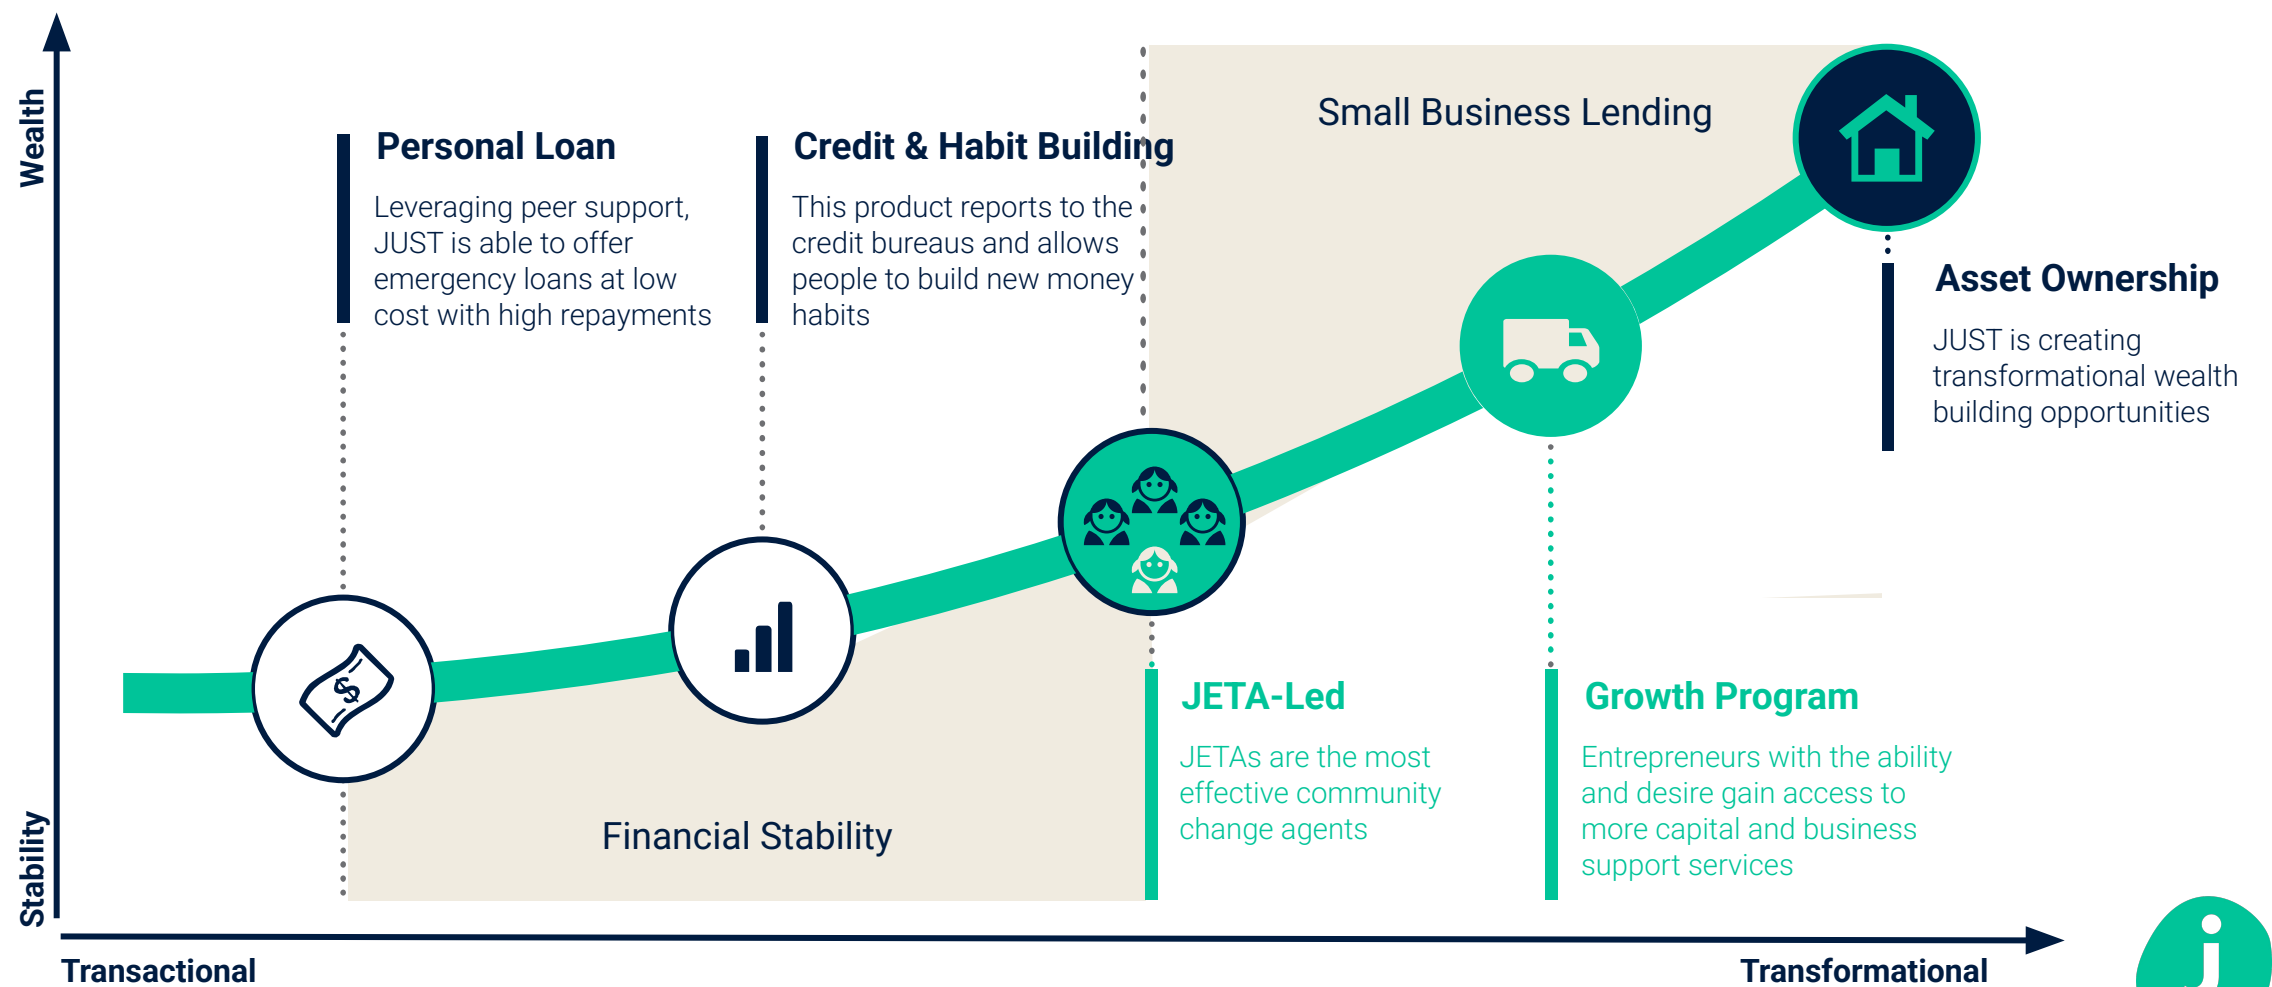 Wealth
Stability
Personal Loan
Leveraging peer support,
JUST is able to offer
emergency loans at low
cost with high repayments
Credit & Habit Building
This product reports to the
credit bureaus and allows
people to build new money
habits
Small Business Lending
Asset Ownership
JUST is creating
transformational wealth
building opportunities
$
Financial Stability
JETA-Led
JETAs are the most
effective community
change agents
Growth Program
Entrepreneurs with the ability
and desire gain access to
more capital and business
support services
Transactional
Transformational
j